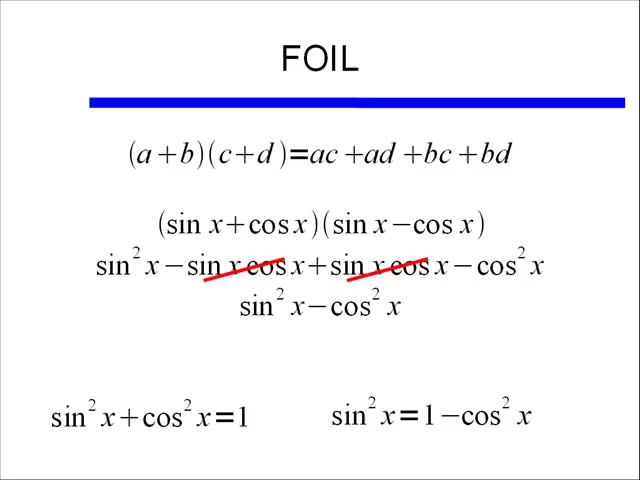 FOIL
(a+b)(c+d)=ac+ad+bc+bd
(sin x+cos x)(sin x−cos x)
sin² x−sin x cos x+sin x cos x−cos² x
sin² x−cos² x
sin² x+cos² x=1
sin² x=1−cos² x